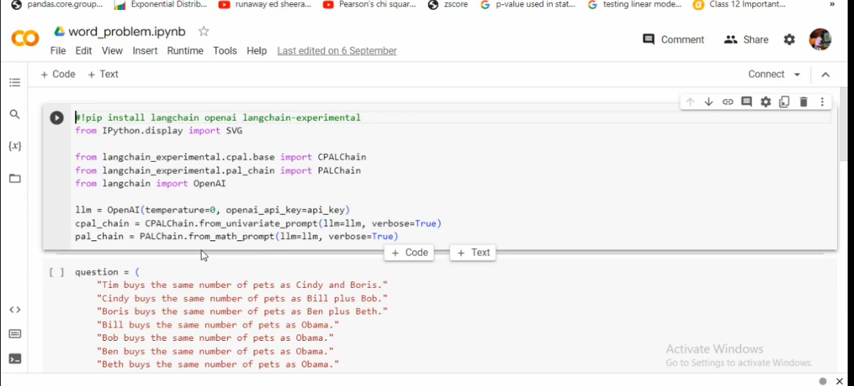 pandas.core.group...
Exponential Distrib...
runaway ed sheera...
Pearson's chi squar...
zscore
p-value used in stat...
testing linear mode...
Class 12 Important...
»
CO
word_problem.ipynb
File Edit View Insert Runtime Tools Help Last edited on 6 September
Comment
Share
+ Code + Text
Connect
{x}
#!pip install langchain openai langchain-experimental
from IPython.display import SVG
from langchain_experimental.cpal.base import CPALChain
from langchain_experimental.pal_chain import PALChain
from langchain import OpenAI
llm = OpenAI(temperature=0, openai_api_key=api_key)
cpal_chain = CPALChain.from_univariate_prompt(llm=llm, verbose=True)
pal_chain = PALChain.from_math_prompt(llm=llm, verbose=True)
+ Code + Text
[ ] question = (
"Tim buys the same number of pets as Cindy and Boris."
"Cindy buys the same number of pets as Bill plus Bob."
"Boris buys the same number of pets as Ben plus Beth."
"Bill buys the same number of pets as Obama."
"Bob buys the same number of pets as Obama."
"Ben buys the same number of pets as Obama."
"Beth buys the same number of pets as Obama."
Activate Windows
Go to Settings to activate Windows.